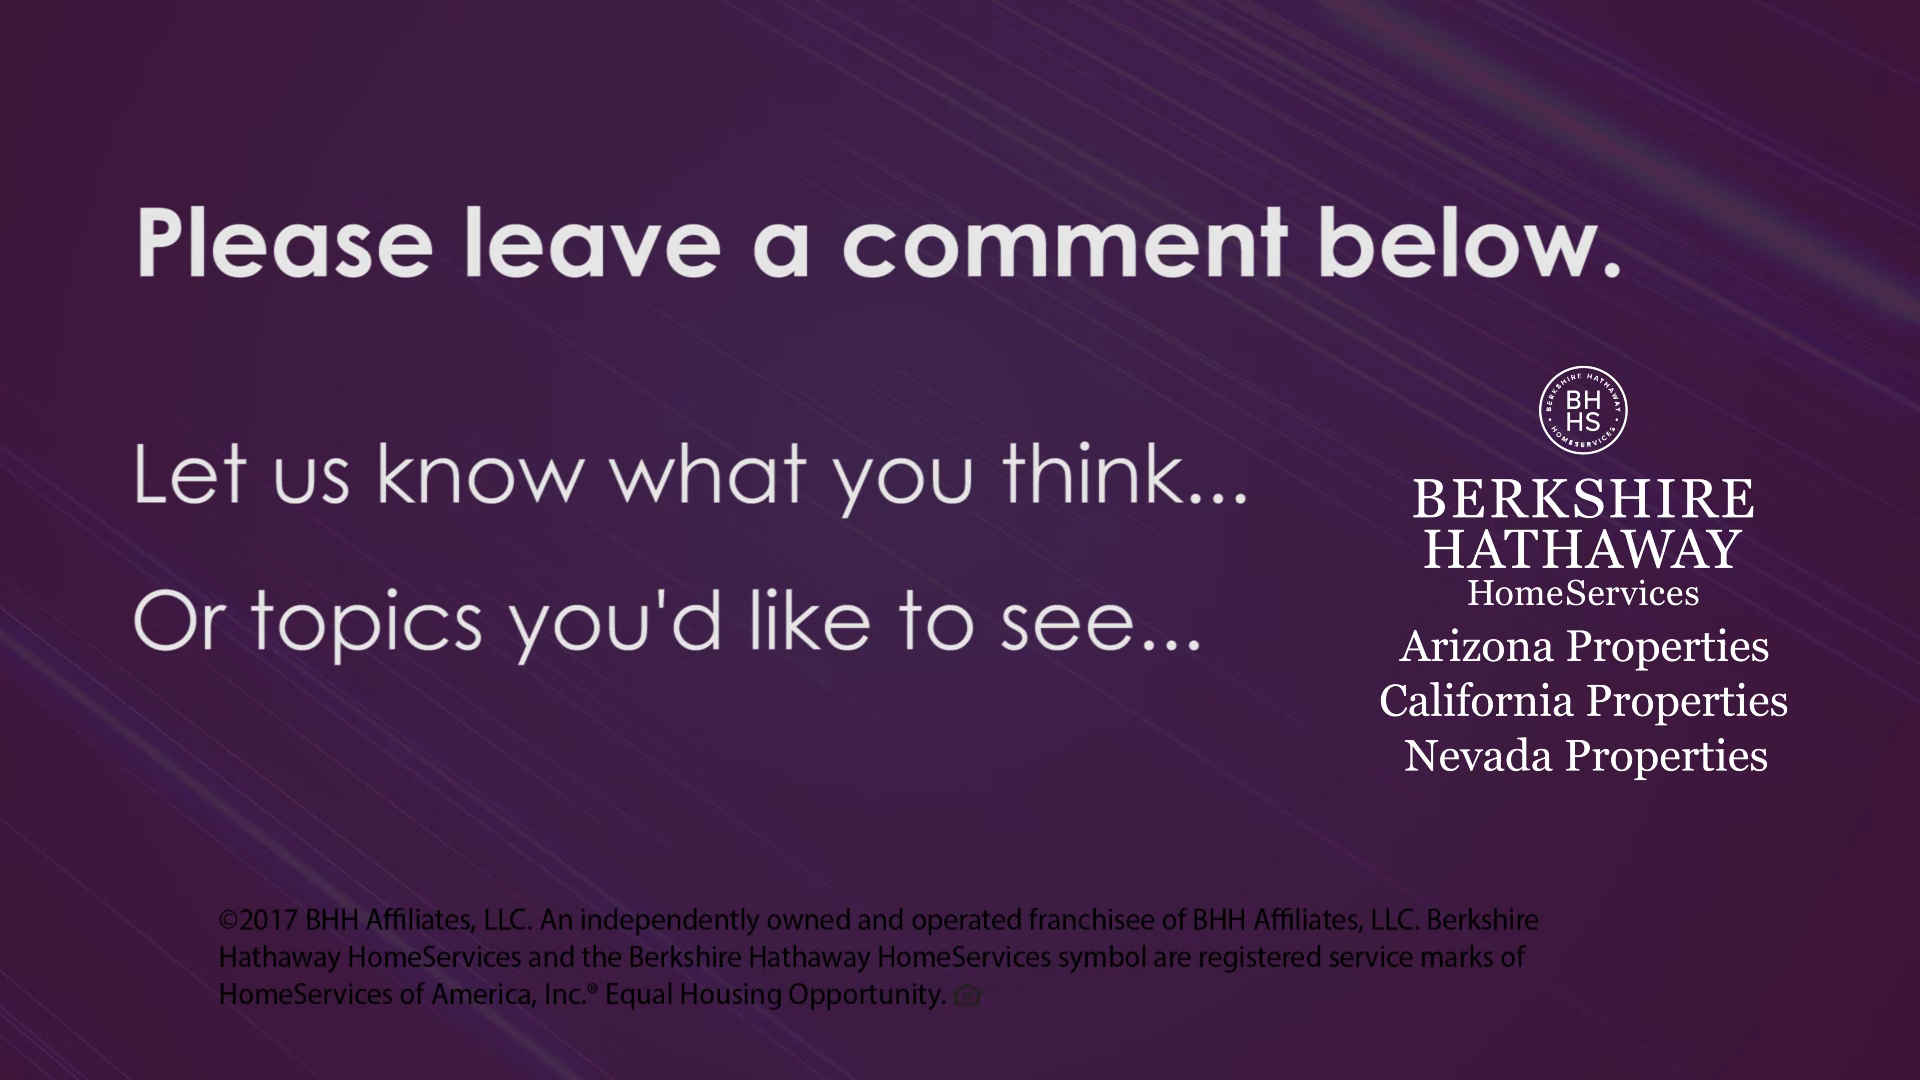 Please leave a comment below.
Let us know what you think...
Or topics you'd like to see...
BERKSHIRE HATHAWAY
BH
HS
HOMESERVICES
BERKSHIRE
HATHAWAY
HomeServices
Arizona Properties
California Properties
Nevada Properties
©2017 BHH Affiliates, LLC. An independently owned and operated franchisee of BHH Affiliates, LLC. Berkshire
Hathaway HomeServices and the Berkshire Hathaway HomeServices symbol are registered service marks of
HomeServices of America, Inc.® Equal Housing Opportunity.